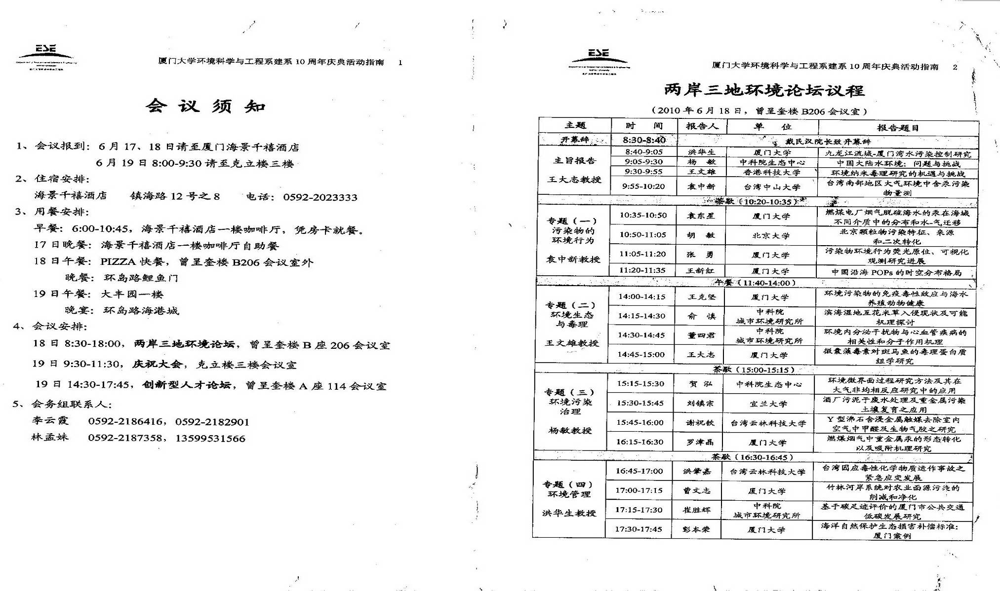 ESE
厦门大学环境科学与工程系建系 10 周年庆典活动指南 1
会 议 须 知
1、会议报到：6 月 17、18 日请至厦门海景千禧酒店
6 月 19 日 8:00-9:30 请至克立楼三楼
2、住宿安排：
海景千禧酒店 镇海路 12 号之 8 电话：0592-2023333
3、用餐安排：
早餐：6:00-10:45，海景千禧酒店一楼咖啡厅，凭房卡就餐。
17 日晚餐：海景千禧酒店一楼咖啡厅自助餐
18 日午餐：PIZZA 快餐，曾呈奎楼 B206 会议室外
晚餐：环岛路鲤鱼门
19 日午餐：大丰园一楼
晚宴：环岛路海港城
4、会议安排：
18 日 8:30-18:00，两岸三地环境论坛，曾呈奎楼 B 座 206 会议室
19 日 9:30-11:30，庆祝大会，克立楼三楼会议室
19 日 14:30-17:45，创新型人才论坛，曾呈奎楼 A 座 114 会议室
5、会务组联系人：
李云霞 0592-2186416，0592-2182901
林孟妹 0592-2187358，13599531566
ESE
厦门大学环境科学与工程系建系 10 周年庆典活动指南 2
两岸三地环境论坛议程
（2010 年 6 月 18 日，曾呈奎楼 B206 会议室）
主题 时 间 报告人 单 位 报告题目
开幕辞 8:30-8:40 戴民汉院长致开幕辞
主旨报告
王大志教授
8:40-9:05 洪华生 厦门大学 九龙江流域-厦门湾水污染控制研究
9:05-9:30 杨 敏 中科院生态中心 中国大陆水环境：问题与挑战
9:30-9:55 王文雄 香港科技大学 环境纳米毒理研究的机遇与挑战
9:55-10:20 袁中新 台湾中山大学 台湾南部地区大气环境中含汞污染
物量测
茶歇（10:20-10:35）
专题（一）
污染物的
环境行为
袁中新教授
10:35-10:50 袁东星 厦门大学 燃煤电厂烟气脱硫海水的汞在海域
不同介质中的分布和水-气迁移
10:50-11:05 胡 敏 北京大学 北京颗粒物污染特征、来源
和二次转化
11:05-11:20 张 勇 厦门大学 污染物环境行为荧光原位、可视化
观测研究进展
11:20-11:35 王新红 厦门大学 中国沿海 POPs 的时空分布格局
午餐（11:40-14:00）
专题（二）
环境生态
与毒理
王文雄教授
14:00-14:15 王克坚 厦门大学 环境污染物的免疫毒性效应与海水
养殖动物健康
14:15-14:30 俞 慎 中科院
城市环境研究所 滨海湿地互花米草入侵现状及可能
机理探讨
14:30-14:45 董四君 中科院
城市环境研究所 环境内分泌干扰物与心血管疾病的
相关性和分子作用机理
14:45-15:00 王大志 厦门大学 微囊藻毒素对斑马鱼的毒理蛋白质
组学研究
茶歇（15:00-15:15）
专题（三）
环境污染
治理
杨敏教授
15:15-15:30 贺 泓 中科院生态中心 环境微界面过程研究方法及其在
大气非均相反应研究中的应用
15:30-15:45 刘镇宗 宜兰大学 酒厂污泥于废水处理及重金属污染
土壤复育之应用
15:45-16:00 谢祝钦 台湾云林科技大学 Y 型沸石含浸金属触媒去除室内
空气中甲醛及生物气胶之研究
16:15-16:30 罗津晶 厦门大学 燃煤烟气中重金属汞的形态转化
以及吸附机理研究
茶歇（16:30-16:45）
专题（四）
环境管理
洪华生教授
16:45-17:00 洪肇嘉 台湾云林科技大学 台湾因应毒性化学物质运作事故之
紧急应变发展
17:00-17:15 曹文志 厦门大学 竹林河岸系统对农业面源污染的
削减和净化
17:15-17:30 崔胜辉 中科院
城市环境研究所 基于碳足迹评价的厦门市公共交通
低碳发展研究
17:30-17:45 彭本荣 厦门大学 海洋自然保护生态损害补偿标准：
厦门案例